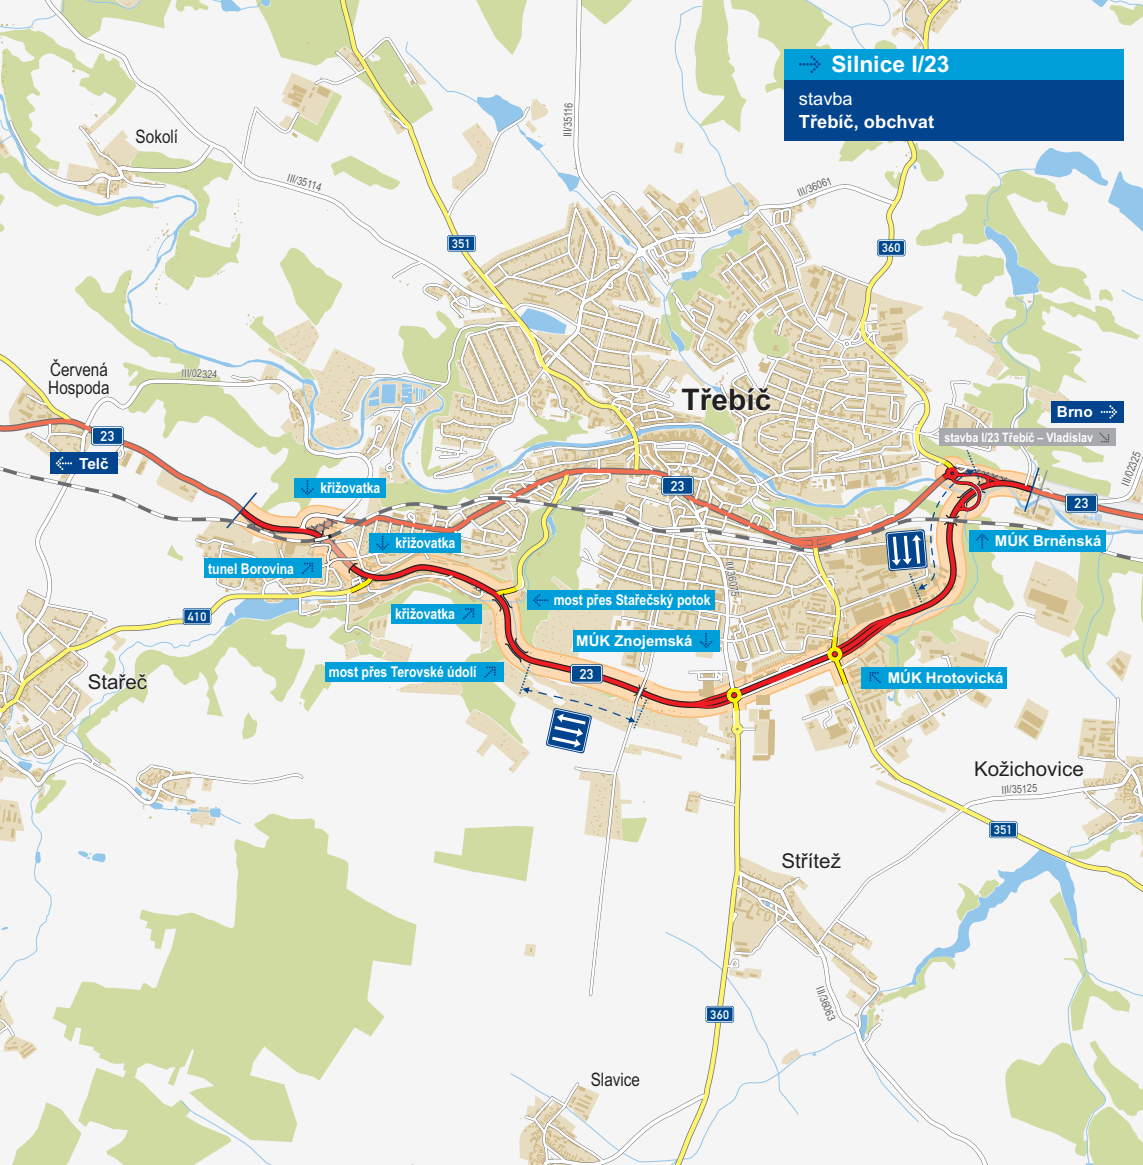 Silnice I/23
stavba
Třebíč, obchvat
III/35116
Sokolí
III/35114
III/36061
351
360
Červená
Hospoda
III/02324
Třebíč
Brno
23
stavba I/23 Třebíč – Vladislav
Telč
III/02325
křižovatka
23
23
křižovatka
MÚK Brněnská
tunel Borovina
III/36075
410
křižovatka
most přes Stařečský potok
MÚK Znojemská
most přes Terovské údolí
23
MÚK Hrotovická
Stařeč
Kožichovice
III/35125
351
Střítež
III/36063
360
Slavice